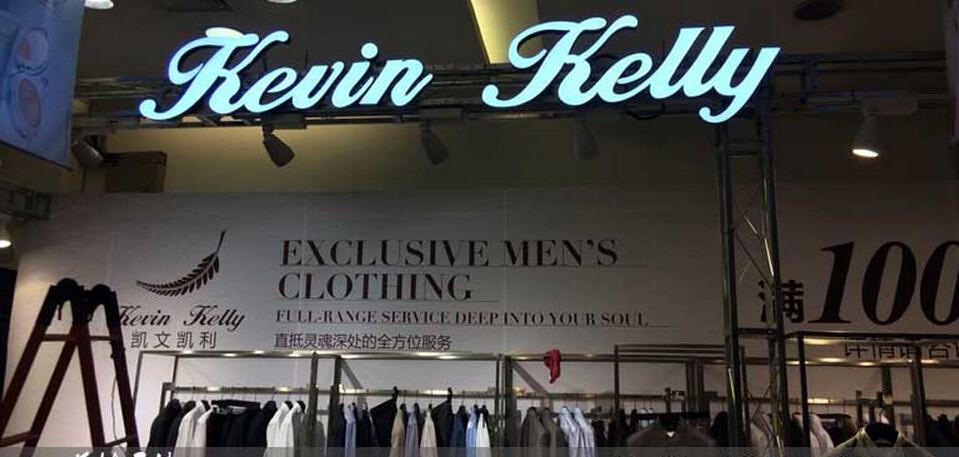 Kevin Kelly
EXCLUSIVE MEN'S
CLOTHING
FULL-RANGE SERVICE DEEP INTO YOUR SOUL
直抵灵魂深处的全方位服务
Kevin Kelly
凯文凯利
满100